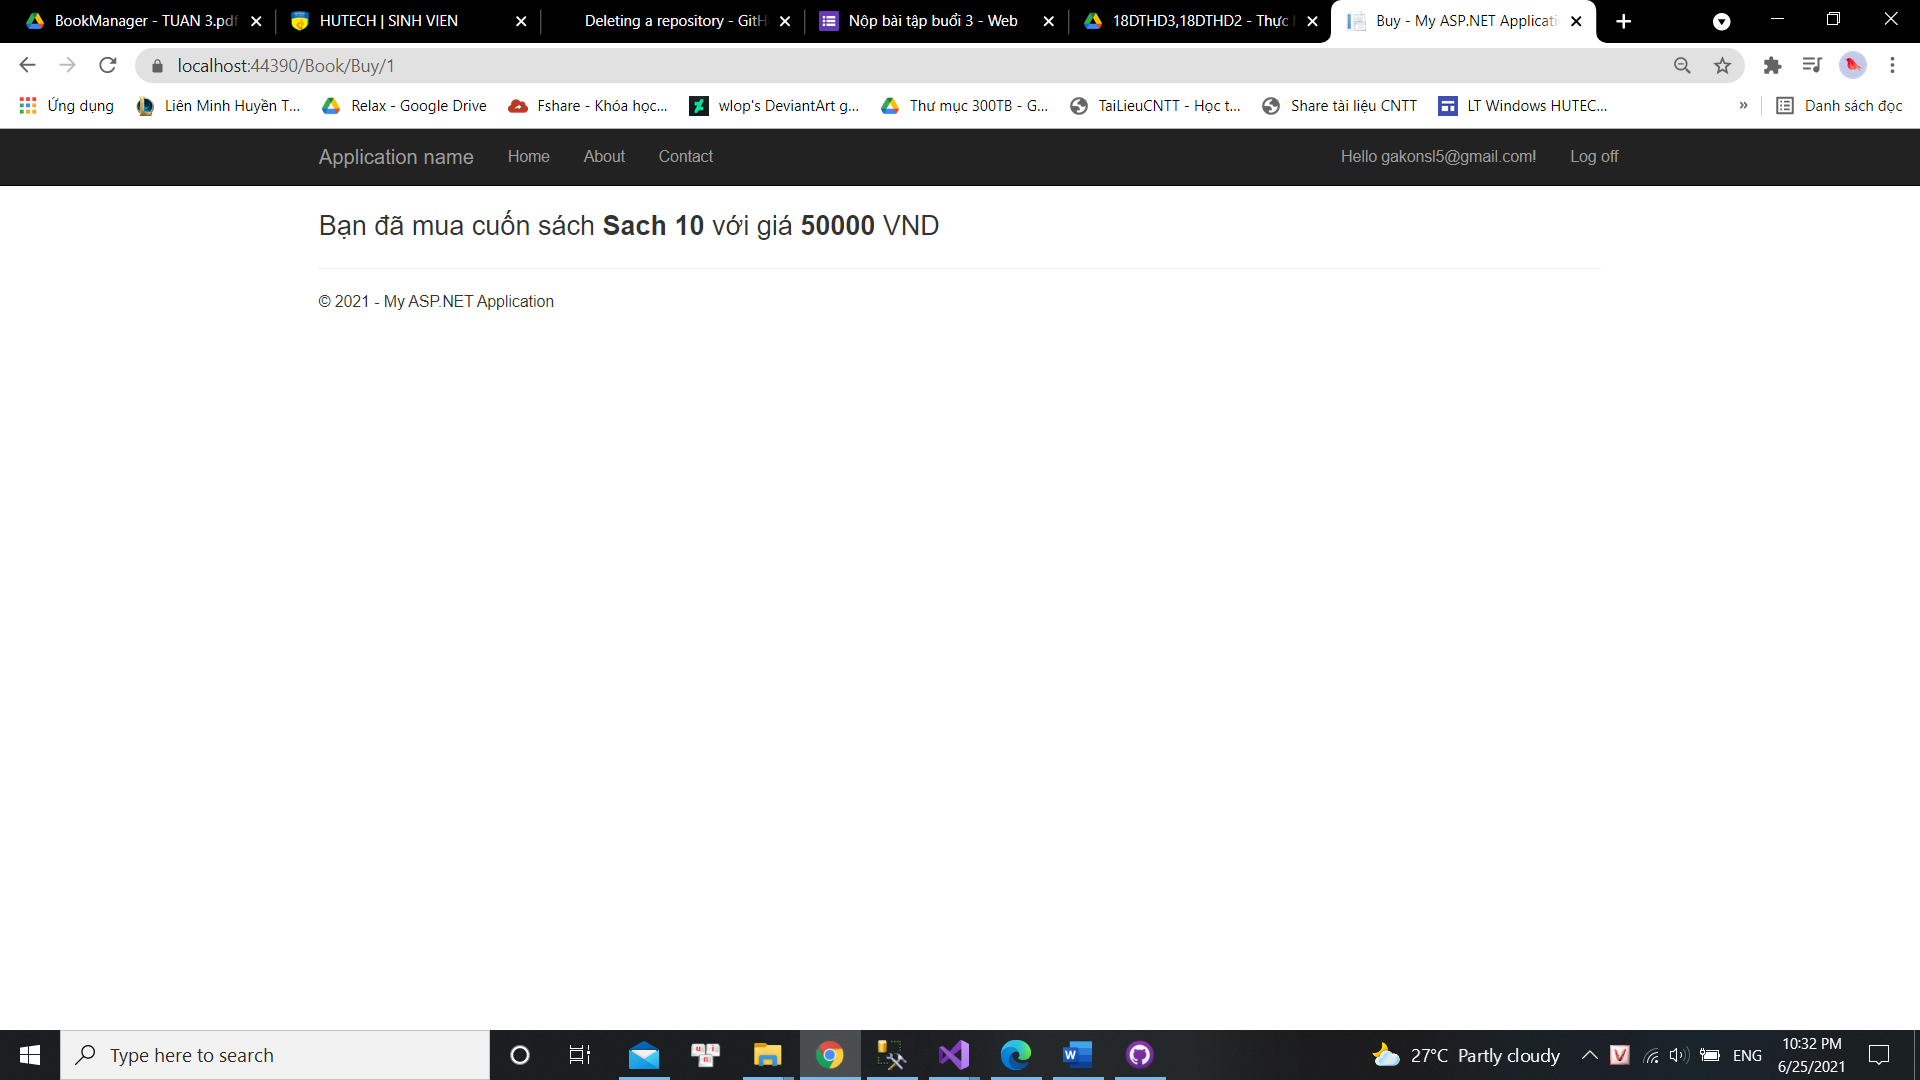 BookManager - TUAN 3.pdf
HUTECH | SINH VIEN
Deleting a repository - GitH
Nộp bài tập buổi 3 - Web
18DTHD3,18DTHD2 - Thực
Buy - My ASP.NET Applicati
localhost:44390/Book/Buy/1
Ứng dụng
Liên Minh Huyền T...
Relax - Google Drive
Fshare - Khóa học...
wlop's DeviantArt g...
Thư mục 300TB - G...
TaiLieuCNTT - Học t...
Share tài liệu CNTT
LT Windows HUTEC...
»
Danh sách đọc
Application name
Home
About
Contact
Hello gakonsl5@gmail.com!
Log off
Bạn đã mua cuốn sách Sach 10 với giá 50000 VND
© 2021 - My ASP.NET Application
Type here to search
27°C Partly cloudy
ENG
10:32 PM
6/25/2021